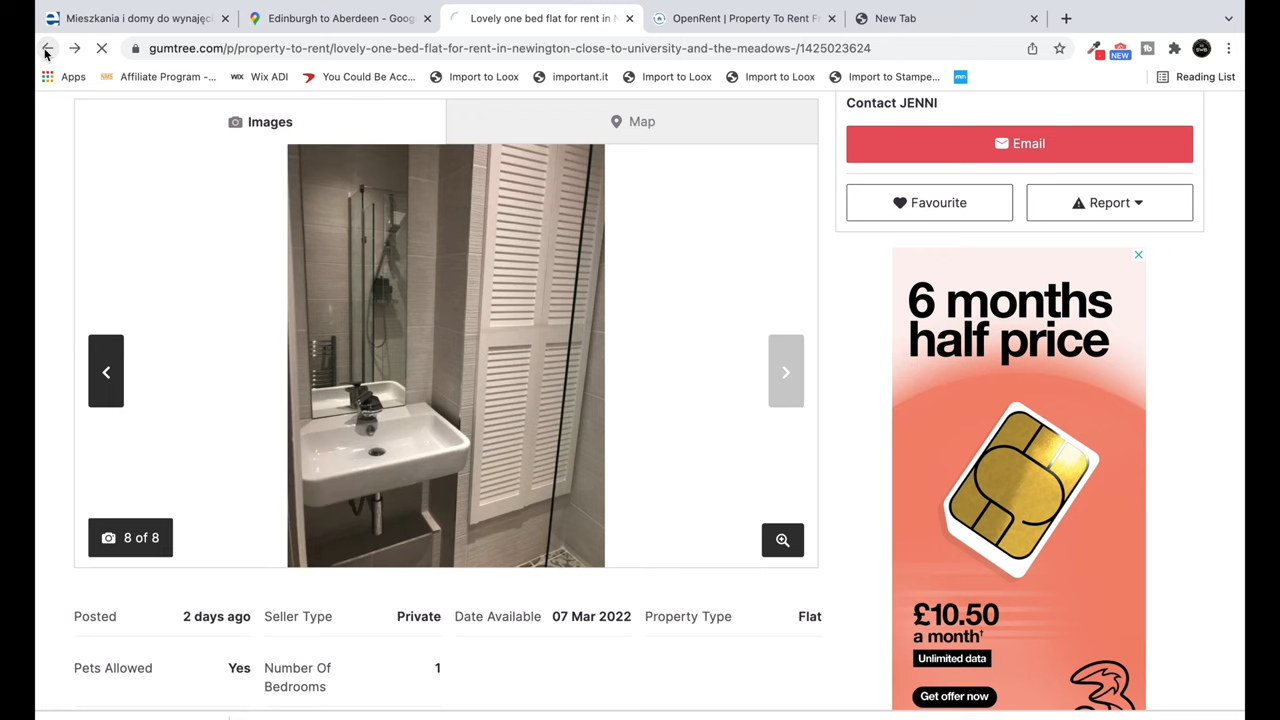 Mieszkania i domy do wynajęci
Edinburgh to Aberdeen - Goog
Lovely one bed flat for rent in N
OpenRent | Property To Rent Fr
New Tab
gumtree.com/p/property-to-rent/lovely-one-bed-flat-for-rent-in-newington-close-to-university-and-the-meadows-/1425023624
NEW
Apps
Affiliate Program -...
WIX
Wix ADI
You Could Be Acc...
Import to Loox
important.it
Import to Loox
Import to Loox
Import to Stampe...
mn
Reading List
Images
Map
Contact JENNI
Email
Favourite
Report
8 of 8
6 months
half price
£10.50
a month†
Unlimited data
Get offer now
Posted
2 days ago
Seller Type
Private
Date Available
07 Mar 2022
Property Type
Flat
Pets Allowed
Yes
Number Of
Bedrooms
1